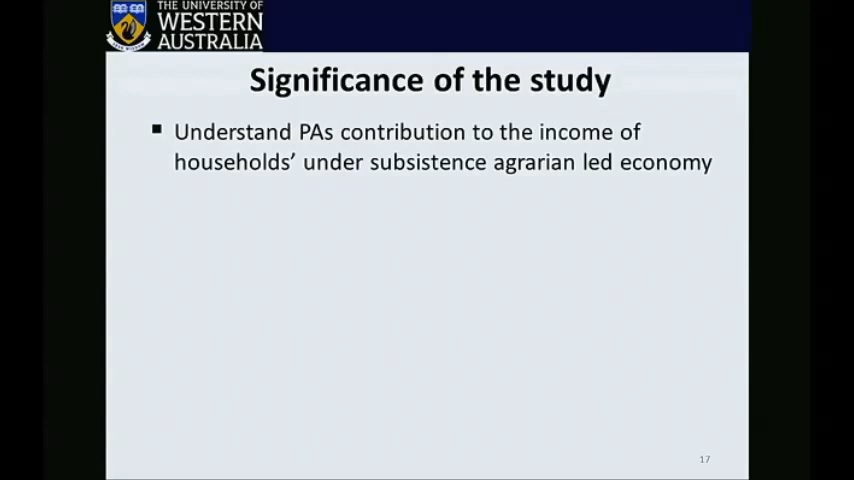 THE UNIVERSITY OF
WESTERN
AUSTRALIA
Significance of the study
▪ Understand PAs contribution to the income of
households’ under subsistence agrarian led economy
17